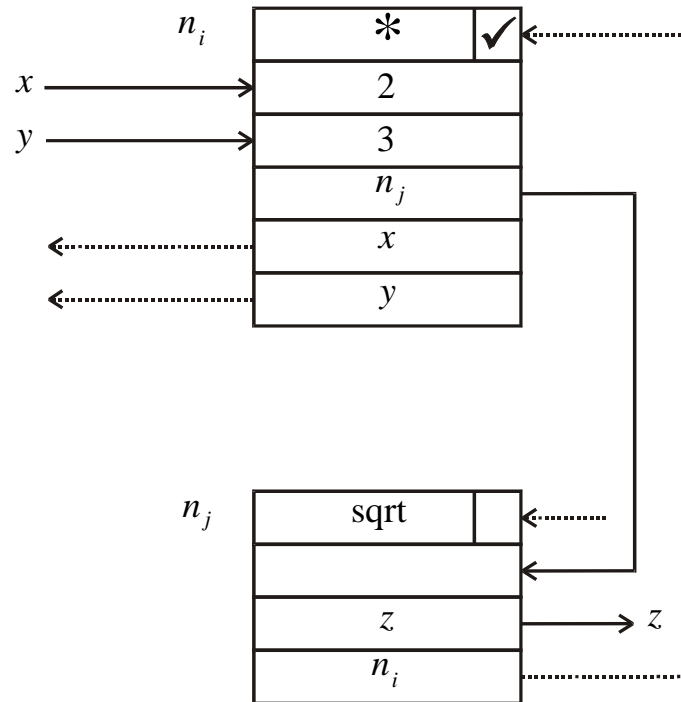 n_i * ✓
x 2
y 3
n_j
x
y
n_j sqrt
z z
n_i